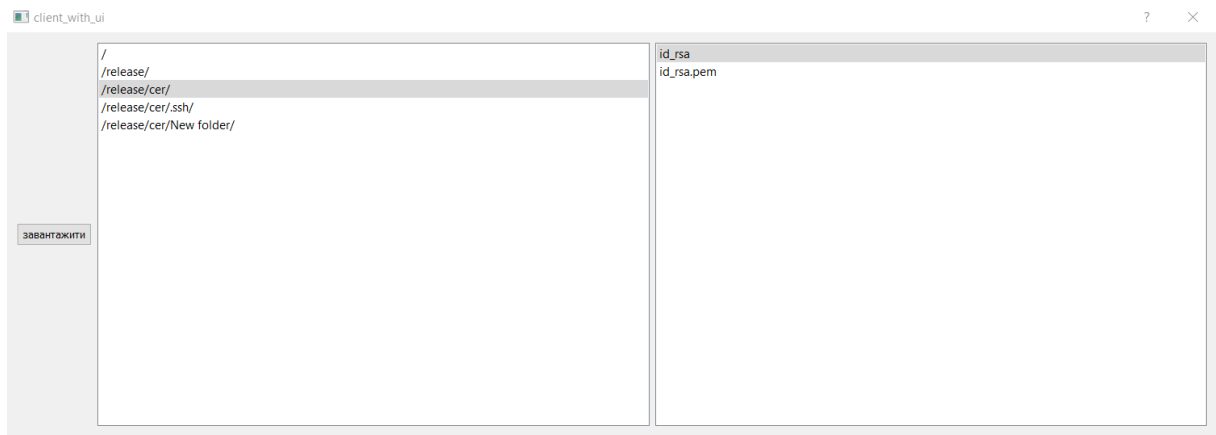 client_with_ui
?
завантажити
/
/release/
/release/cer/
/release/cer/.ssh/
/release/cer/New folder/
id_rsa
id_rsa.pem